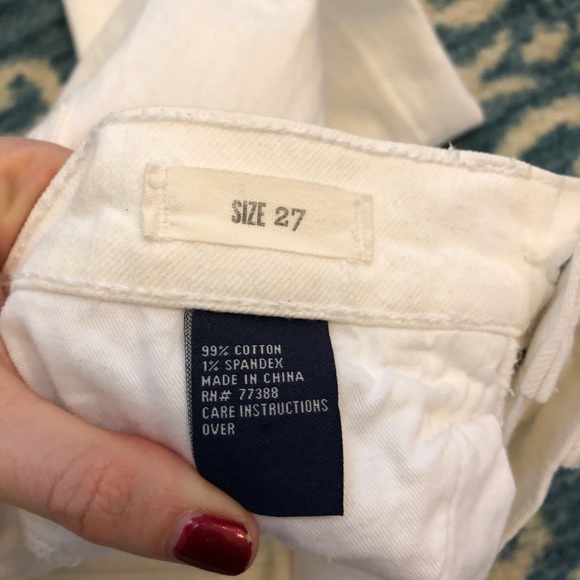 SIZE 27
99% COTTON
1% SPANDEX
MADE IN CHINA
RN# 77388
CARE INSTRUCTIONS
OVER